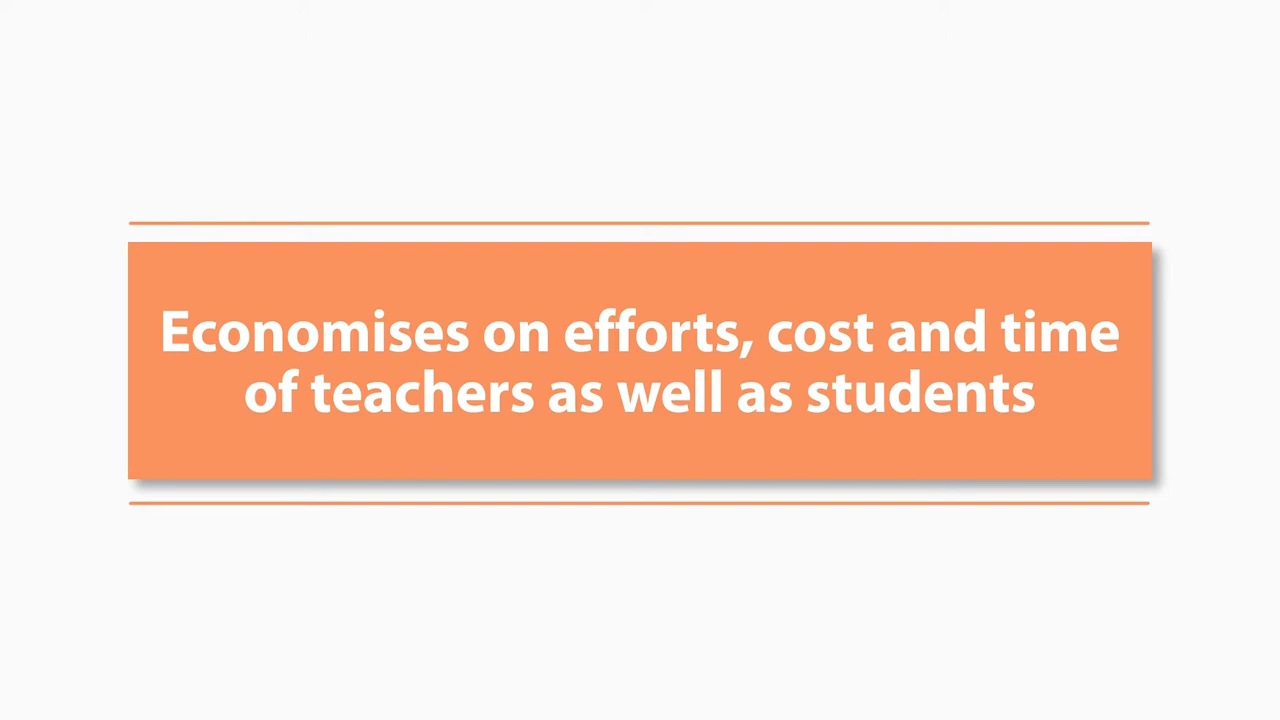 Economises on efforts, cost and time
of teachers as well as students